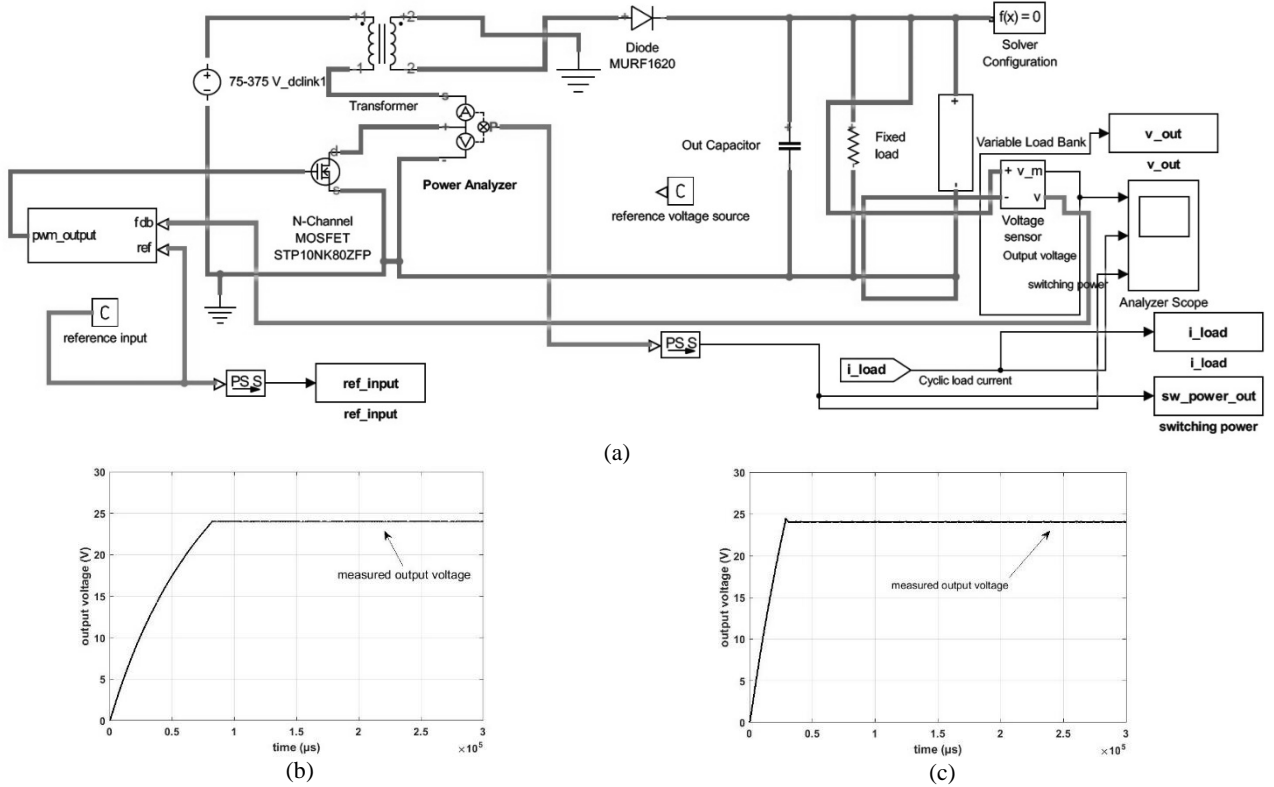 +1
+2
1
2
75-375 V_dclink1
Transformer
Diode
MURF1620
f(x) = 0
Solver
Configuration
s
A
+
V
P
-
Power Analyzer
d
s
N-Channel
MOSFET
STP10NK80ZFP
pwm_output
fdb
ref
C
reference input
PS S
ref_input
ref_input
+
Out Capacitor
C
reference voltage source
Fixed
load
+
-
Variable Load Bank
+
-
v_m
v
Voltage
sensor
Output voltage
switching power
v_out
v_out
Analyzer Scope
PS S
i_load
Cyclic load current
i_load
i_load
sw_power_out
switching power
(a)
30
25
20
15
10
5
0
output voltage (V)
measured output voltage
0
0.5
1
1.5
2
2.5
3
time (µs)
×10⁵
(b)
30
25
20
15
10
5
0
output voltage (V)
measured output voltage
0
0.5
1
1.5
2
2.5
3
time (µs)
×10⁵
(c)